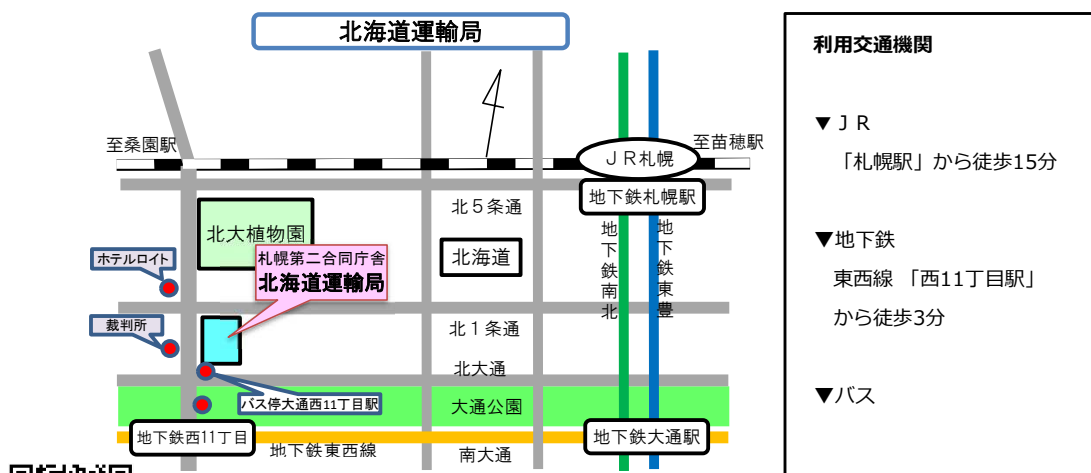 北海道運輸局
利用交通機関
▼ＪＲ
「札幌駅」から徒歩15分
▼地下鉄
東西線 「西11丁目駅」
から徒歩3分
▼バス
至桑園駅
ＪＲ札幌
至苗穂駅
地下鉄札幌駅
北５条通
北大植物園
地下鉄南北
地下鉄東豊
北海道
札幌第二合同庁舎
北海道運輸局
ホテルロイト
裁判所
北１条通
北大通
バス停大通西11丁目駅
大通公園
地下鉄西11丁目
地下鉄東西線
南大通
地下鉄大通駅